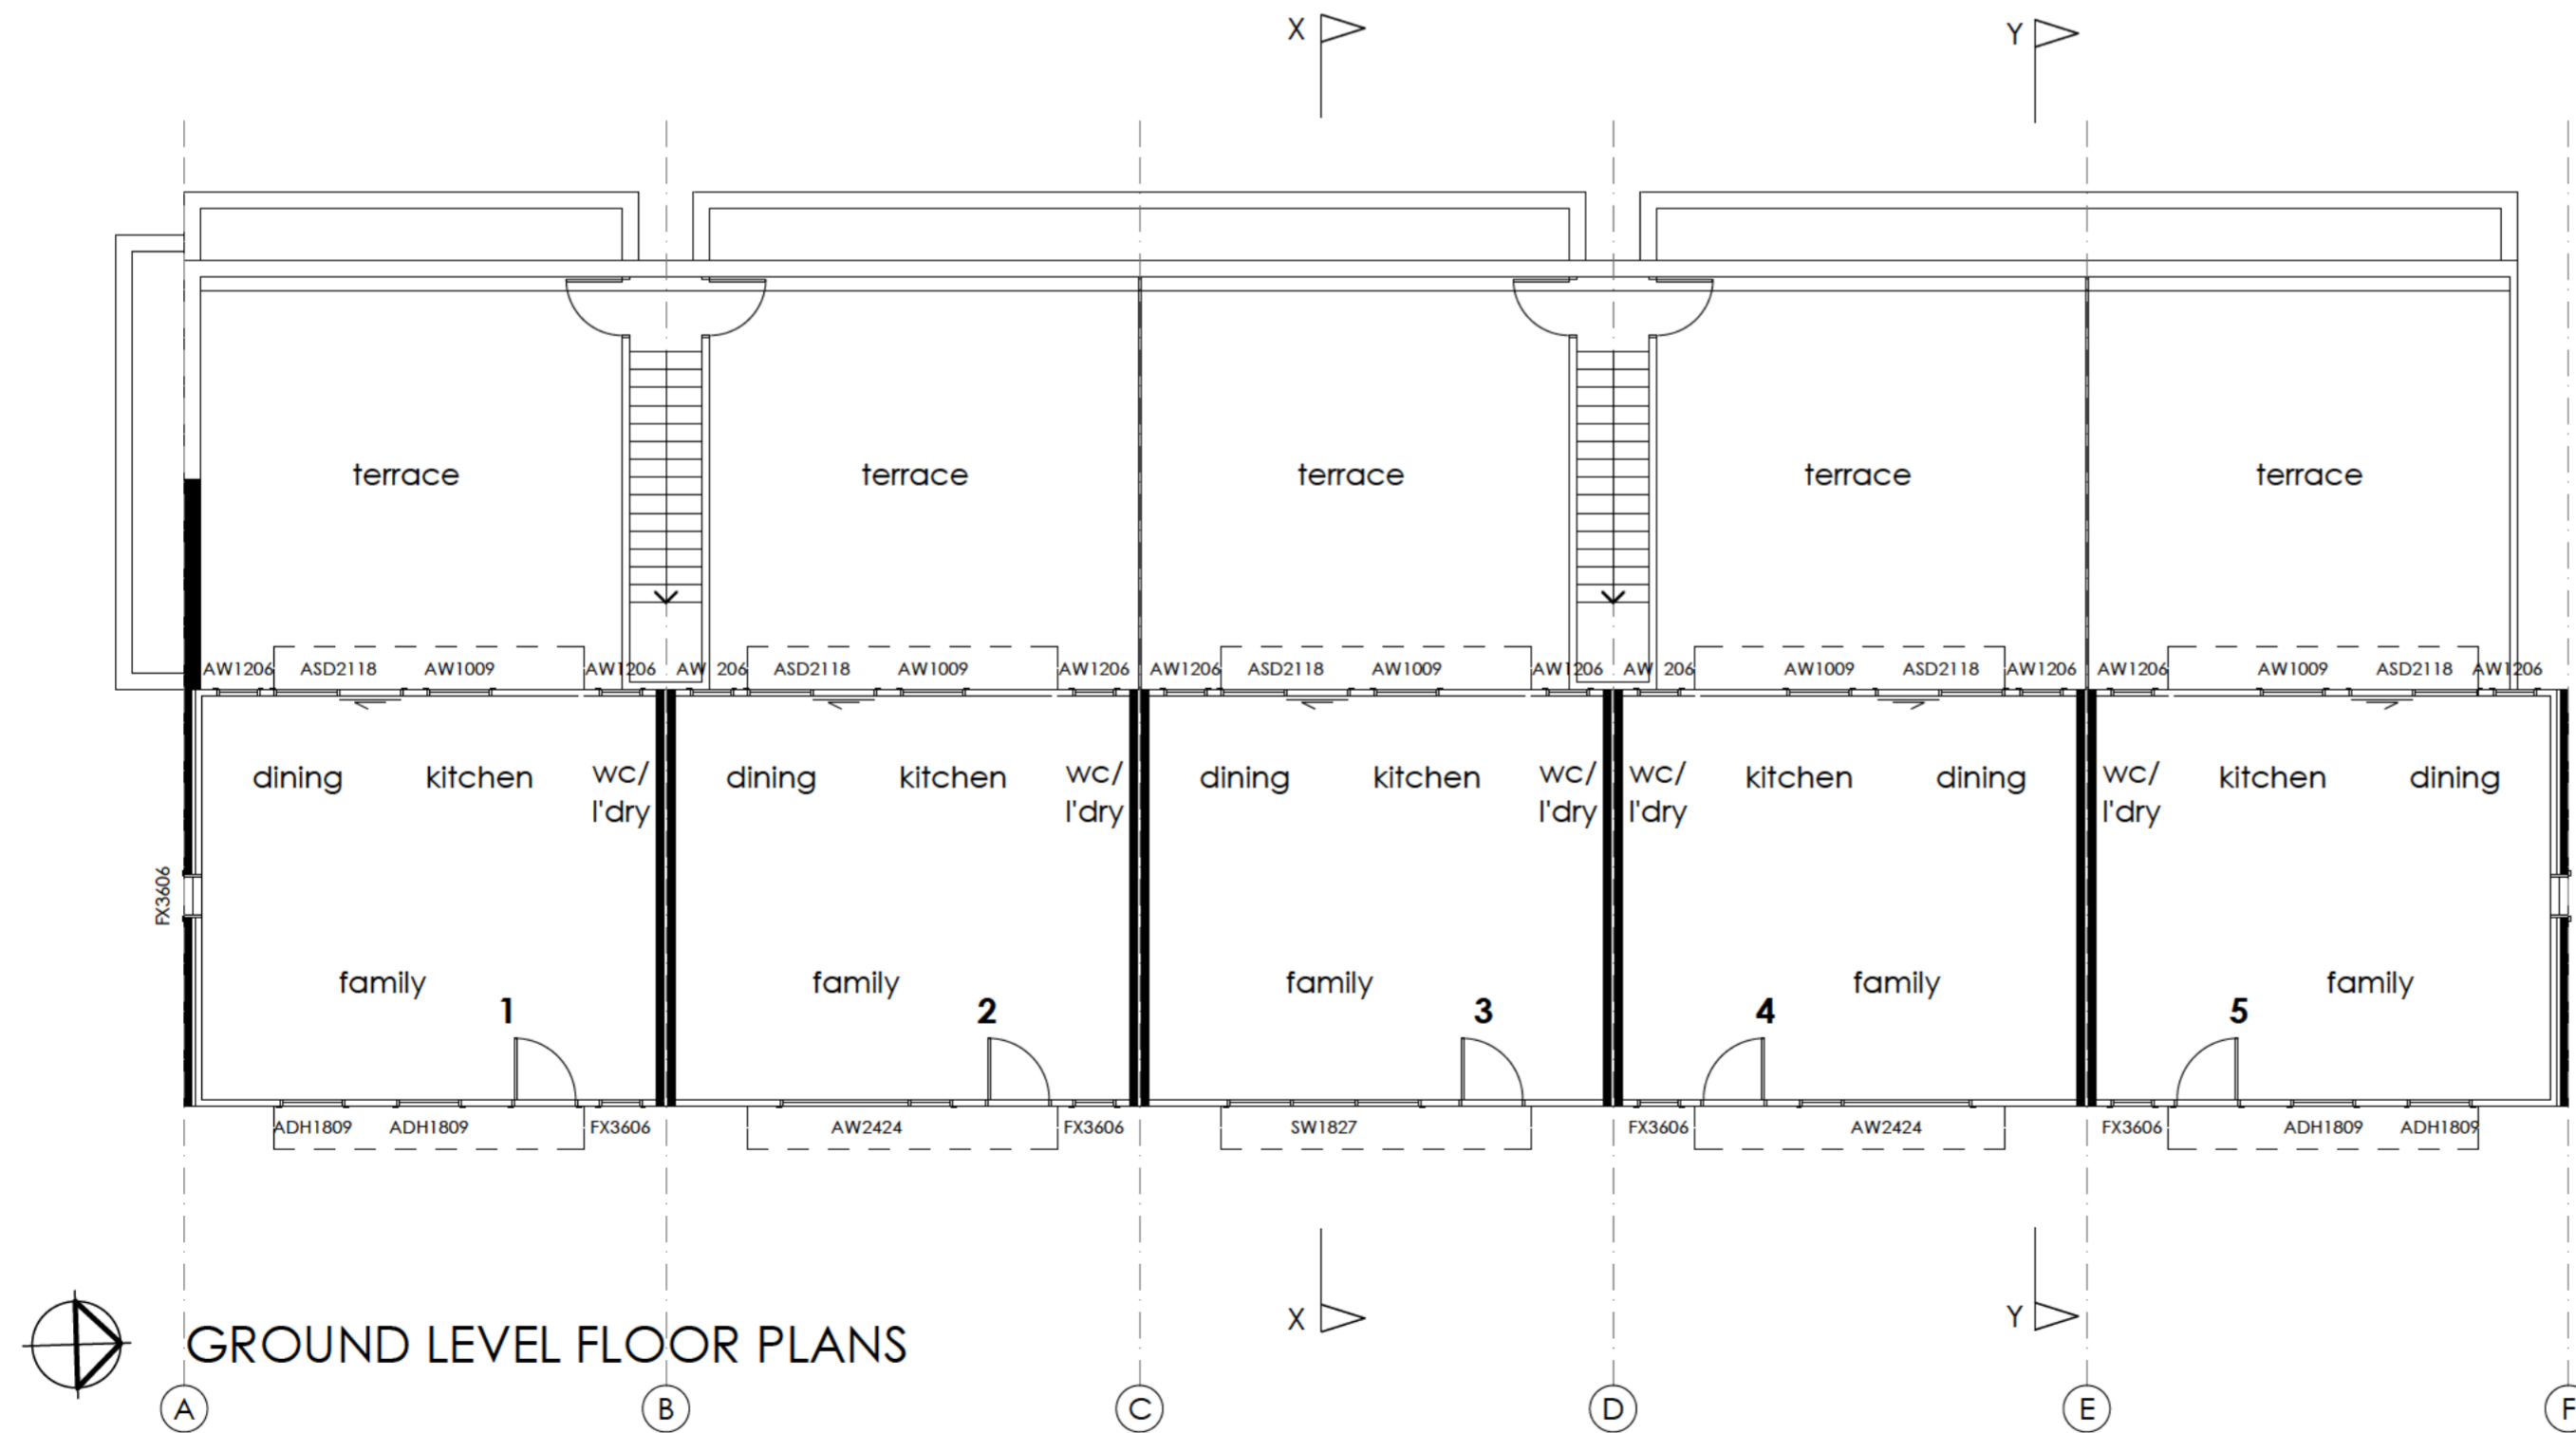 X Y
terrace terrace terrace terrace terrace
AW1206 ASD2118 AW1009 AW1206 AW 206 ASD2118 AW1009 AW1206 AW1206 ASD2118 AW1009 AW1206 AW 206 AW1009 ASD2118 AW1206 AW1206 AW1009 ASD2118 AW1206
dining kitchen wc/ dining kitchen wc/ dining kitchen wc/ wc/ kitchen dining wc/ kitchen dining
l'dry l'dry l'dry l'dry l'dry
FX3606
family family family family family
1 2 3 4 5
ADH1809 ADH1809 FX3606 AW2424 FX3606 SW1827 FX3606 AW2424 FX3606 ADH1809 ADH1809
X Y
GROUND LEVEL FLOOR PLANS
A B C D E F